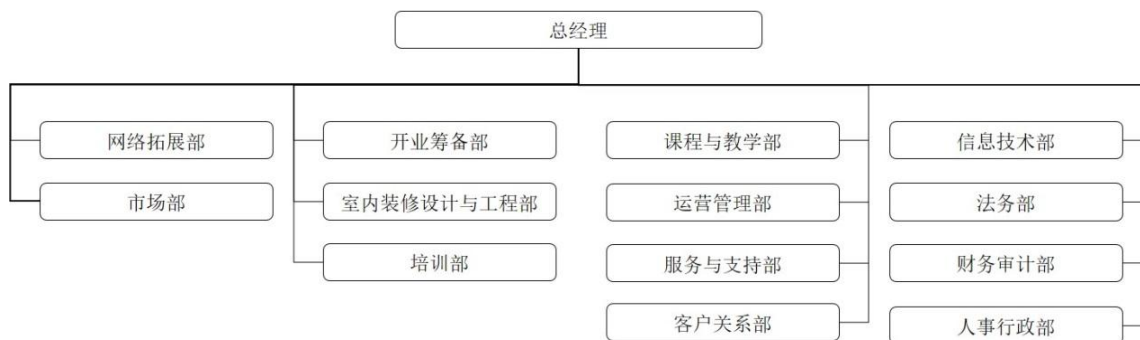 总经理
网络拓展部
市场部
开业筹备部
室内装修设计与工程部
培训部
课程与教学部
运营管理部
服务与支持部
客户关系部
信息技术部
法务部
财务审计部
人事行政部